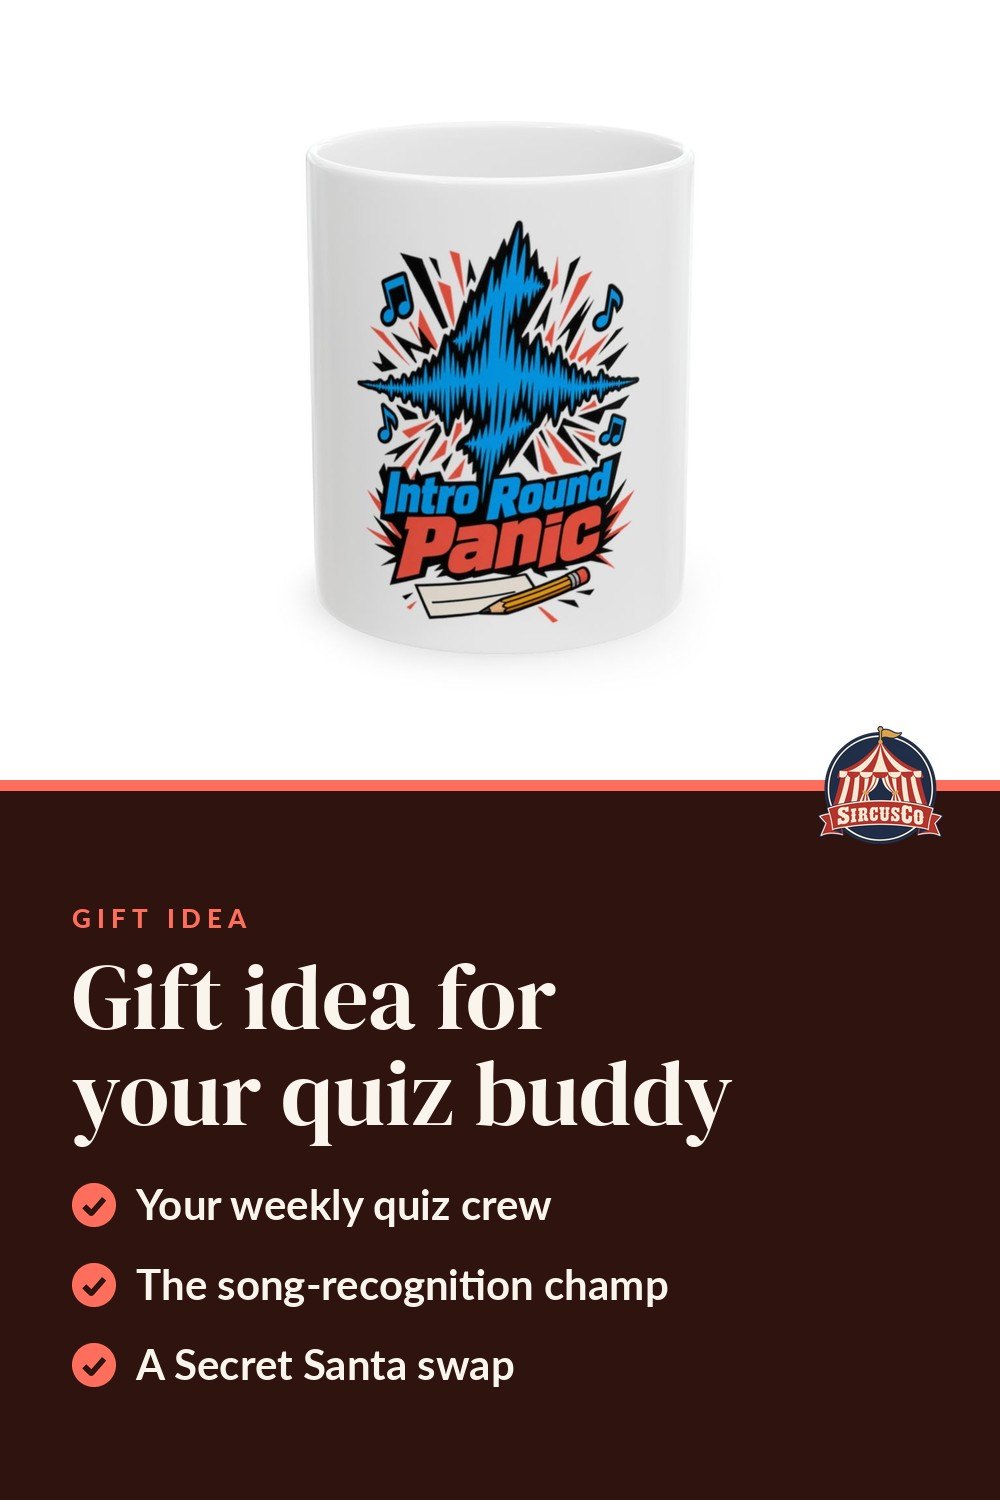 Intro Round
Panic
SIRCUSCO
GIFT IDEA
Gift idea for
your quiz buddy
Your weekly quiz crew
The song-recognition champ
A Secret Santa swap